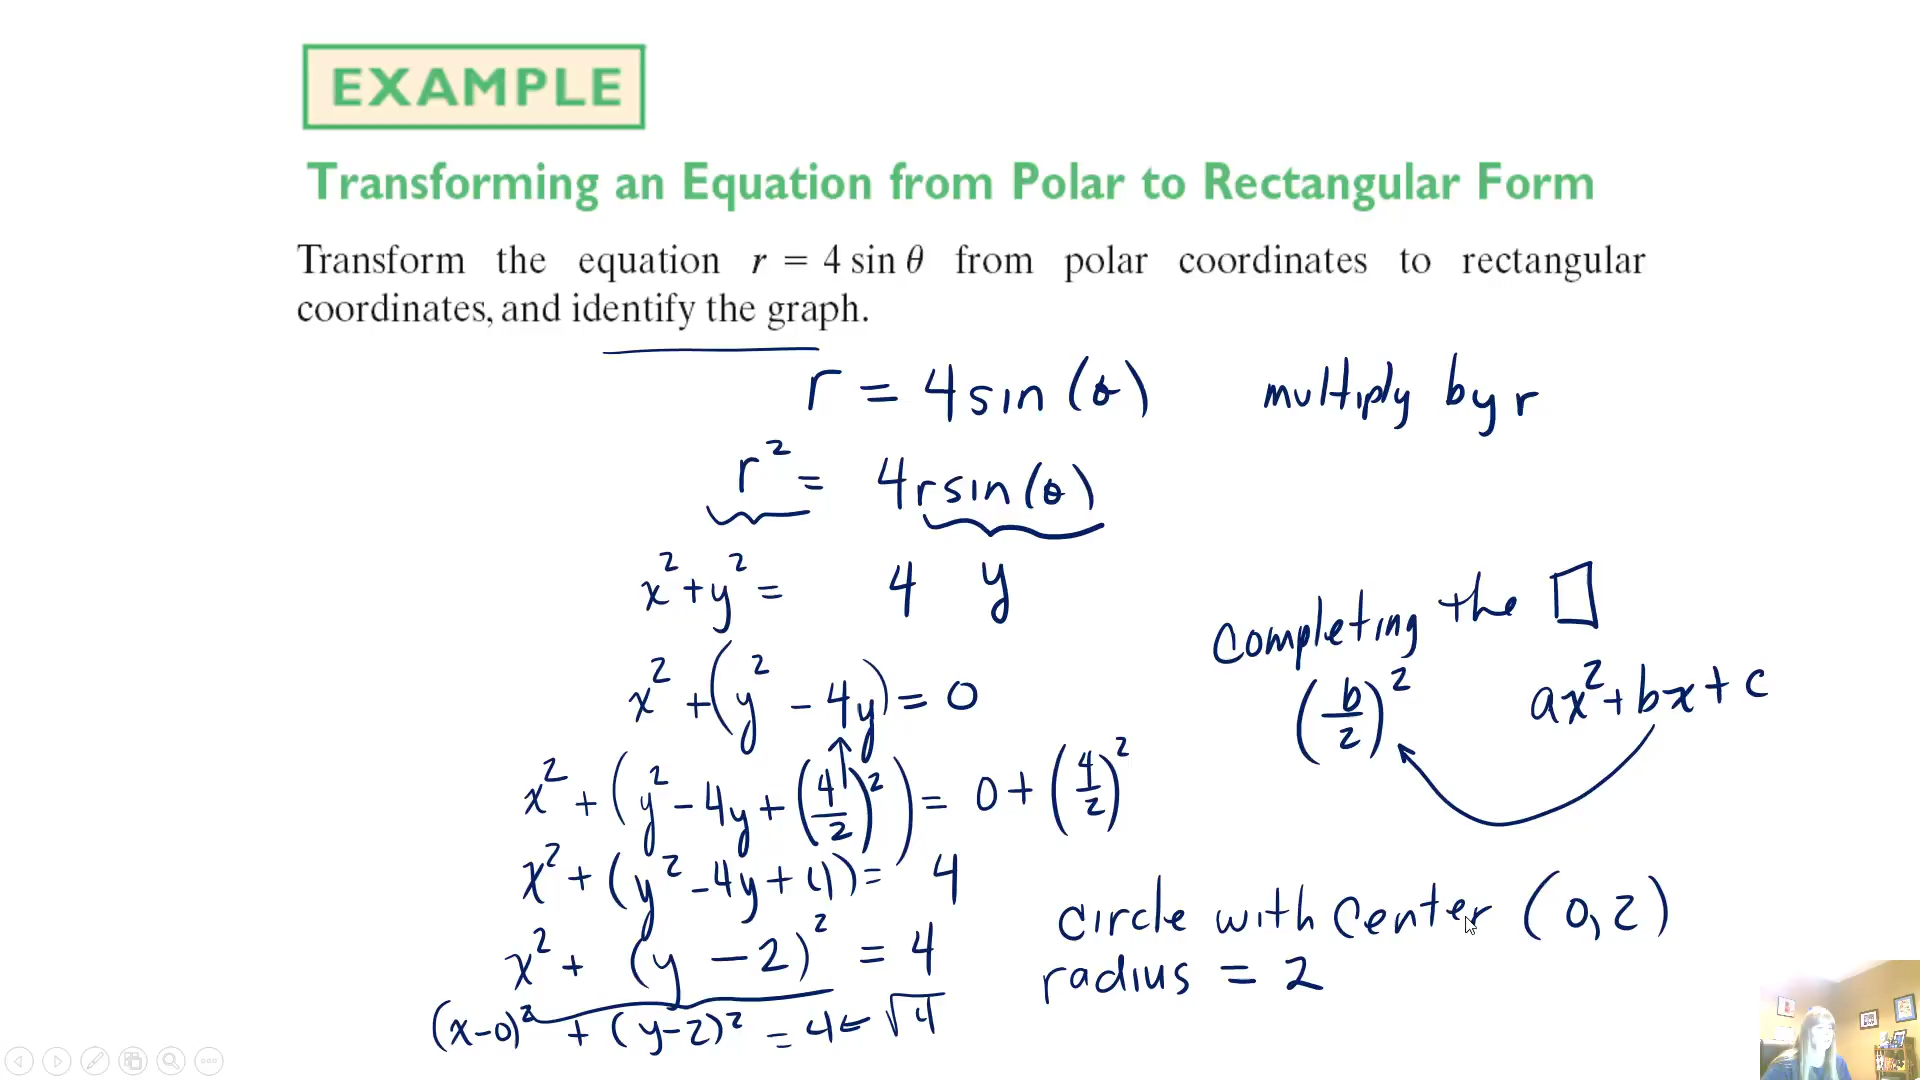 EXAMPLE
Transforming an Equation from Polar to Rectangular Form
Transform the equation r = 4 sin θ from polar coordinates to rectangular
coordinates, and identify the graph.
r = 4sin(θ) multiply by r
r² = 4rsin(θ)
x² + y² = 4 y
completing the □
x² + (y² - 4y) = 0
(b/2)² ax² + bx + c
x² + (y² - 4y + (4/2)²) = 0 + (4/2)²
x² + (y² - 4y + 4) = 4
circle with center (0,2)
x² + (y - 2)² = 4
radius = 2
(x-0)² + (y-2)² = 4 ← √4